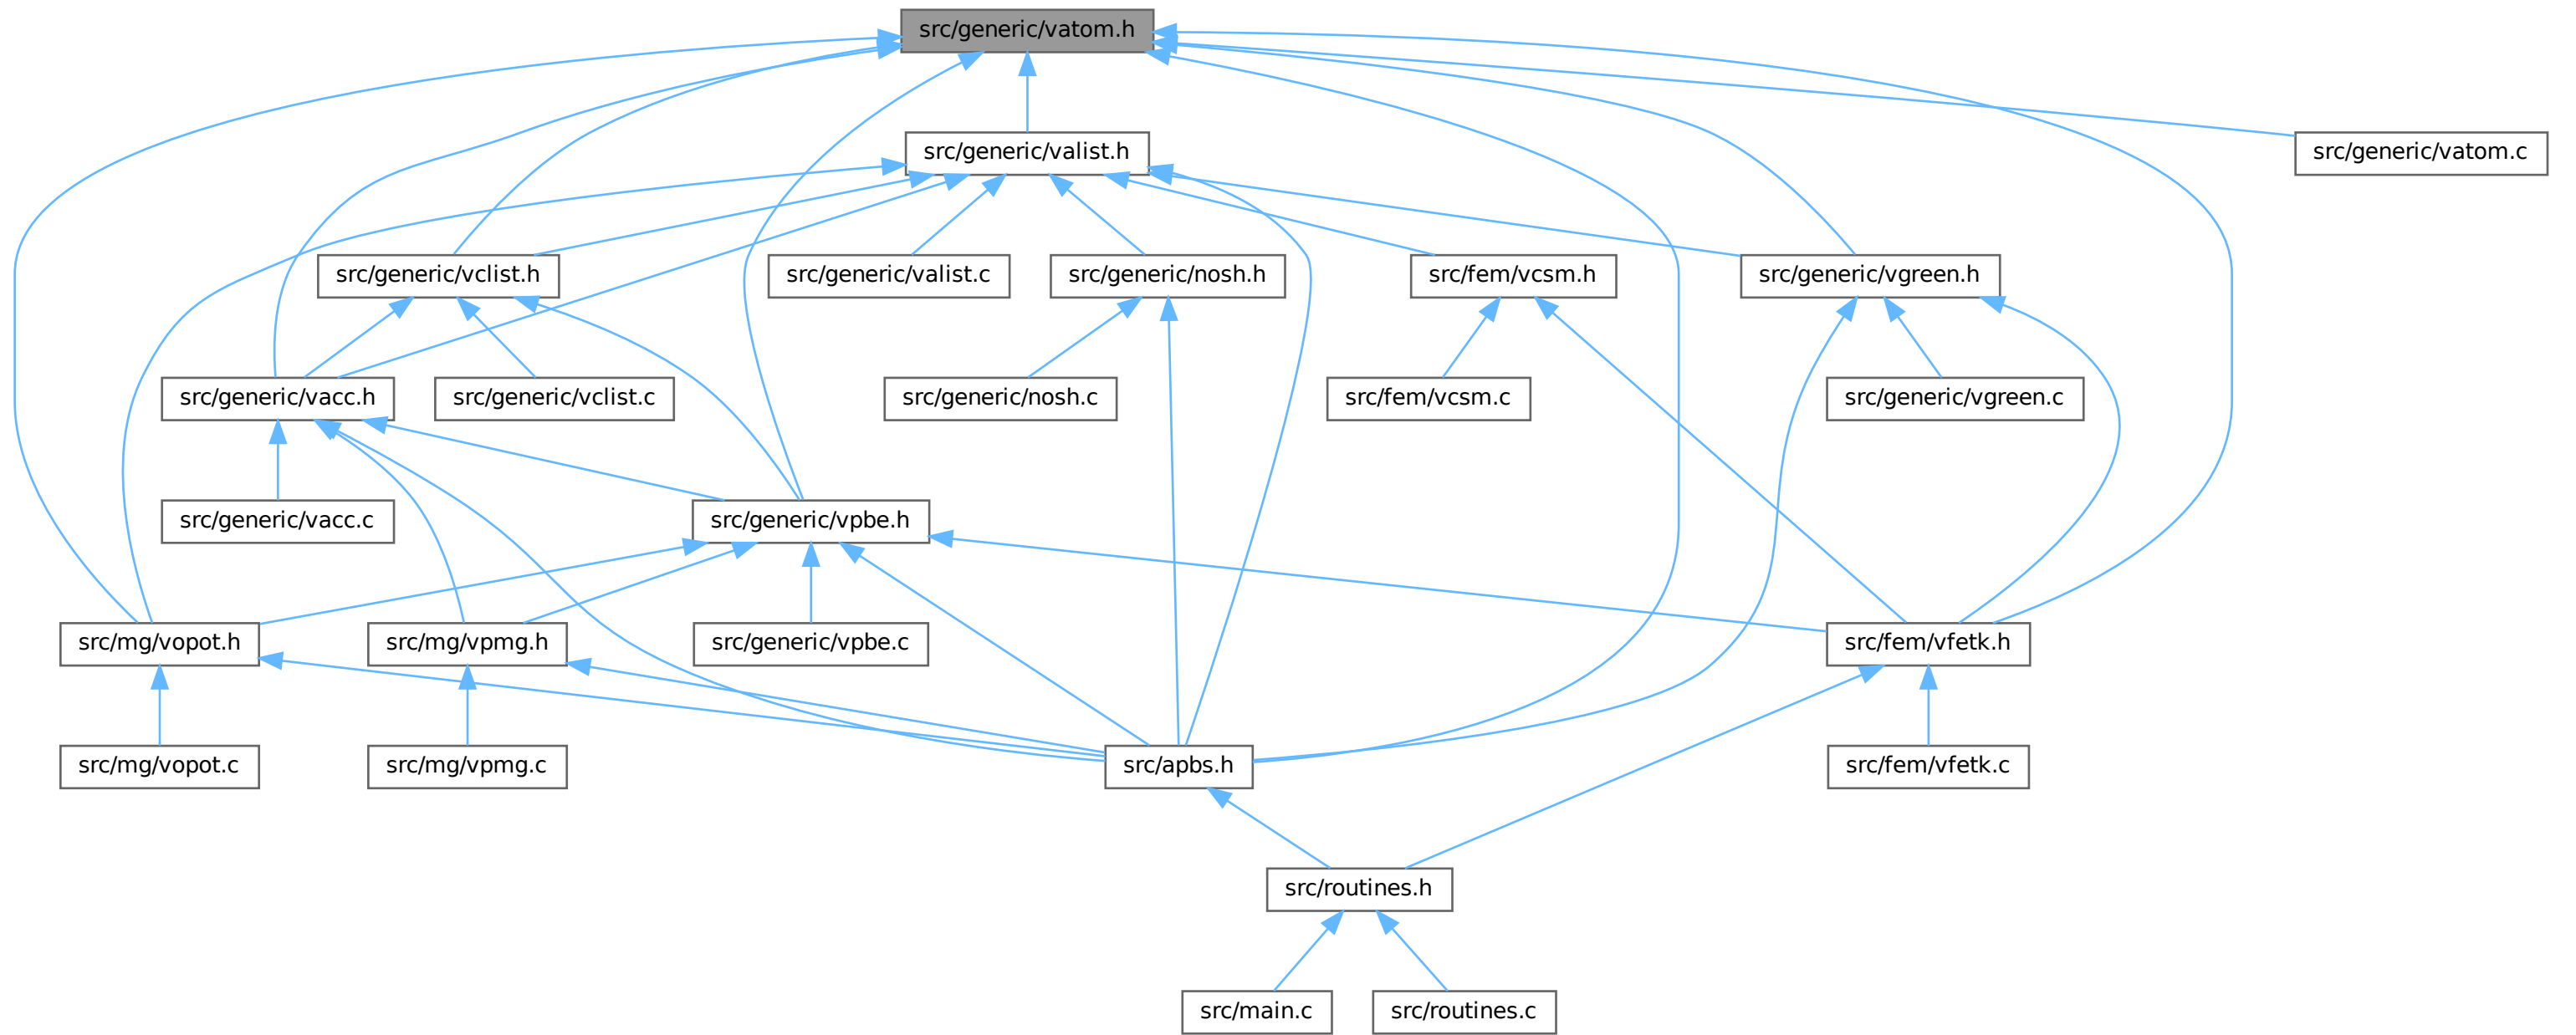 src/generic/vatom.h
src/generic/valist.h
src/generic/vatom.c
src/generic/vclist.h
src/generic/valist.c
src/generic/nosh.h
src/fem/vcsm.h
src/generic/vgreen.h
src/generic/vacc.h
src/generic/vclist.c
src/generic/nosh.c
src/fem/vcsm.c
src/generic/vgreen.c
src/generic/vacc.c
src/generic/vpbe.h
src/mg/vopot.h
src/mg/vpmg.h
src/generic/vpbe.c
src/fem/vfetk.h
src/mg/vopot.c
src/mg/vpmg.c
src/apbs.h
src/fem/vfetk.c
src/routines.h
src/main.c
src/routines.c